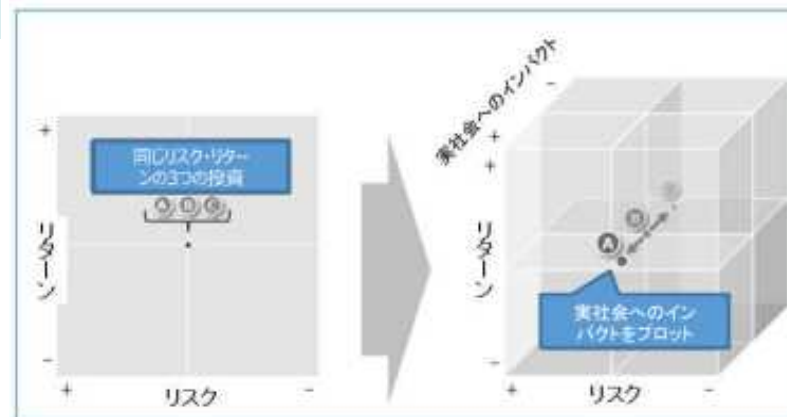 +
同じリスク・リター
ンの3つの投資
リターン
-
+
リスク
-
実社会へのインパクト
-
+
+
リターン
A
B
実社会へのイン
パクトをプロット
-
+
リスク
-